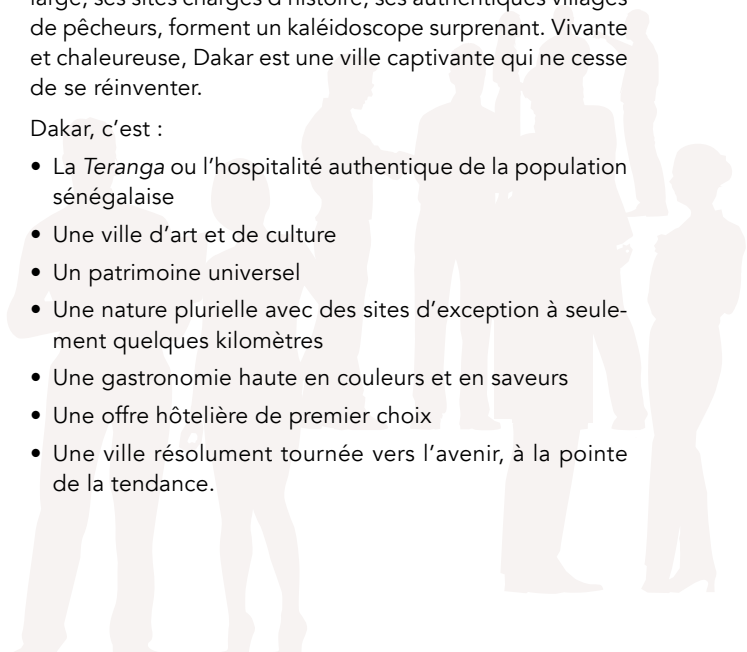 large, ses sites chargés d'histoire, ses authentiques villages
de pêcheurs, forment un kaléidoscope surprenant. Vivante
et chaleureuse, Dakar est une ville captivante qui ne cesse
de se réinventer.
Dakar, c'est :
• La Teranga ou l'hospitalité authentique de la population
sénégalaise
• Une ville d'art et de culture
• Un patrimoine universel
• Une nature plurielle avec des sites d'exception à seule-
ment quelques kilomètres
• Une gastronomie haute en couleurs et en saveurs
• Une offre hôtelière de premier choix
• Une ville résolument tournée vers l'avenir, à la pointe
de la tendance.